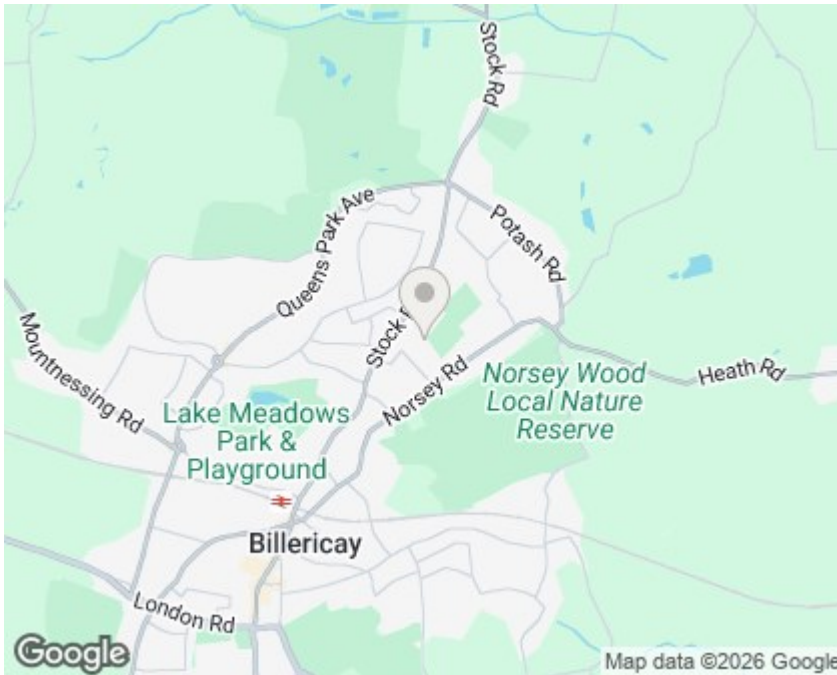 Stock Rd
Queens Park Ave
Potash Rd
Stock R
Mountnessing Rd
Norsey Rd
Norsey Wood
Local Nature
Reserve
Heath Rd
Lake Meadows
Park &
Playground
Billericay
London Rd
Google
Map data ©2026 Google